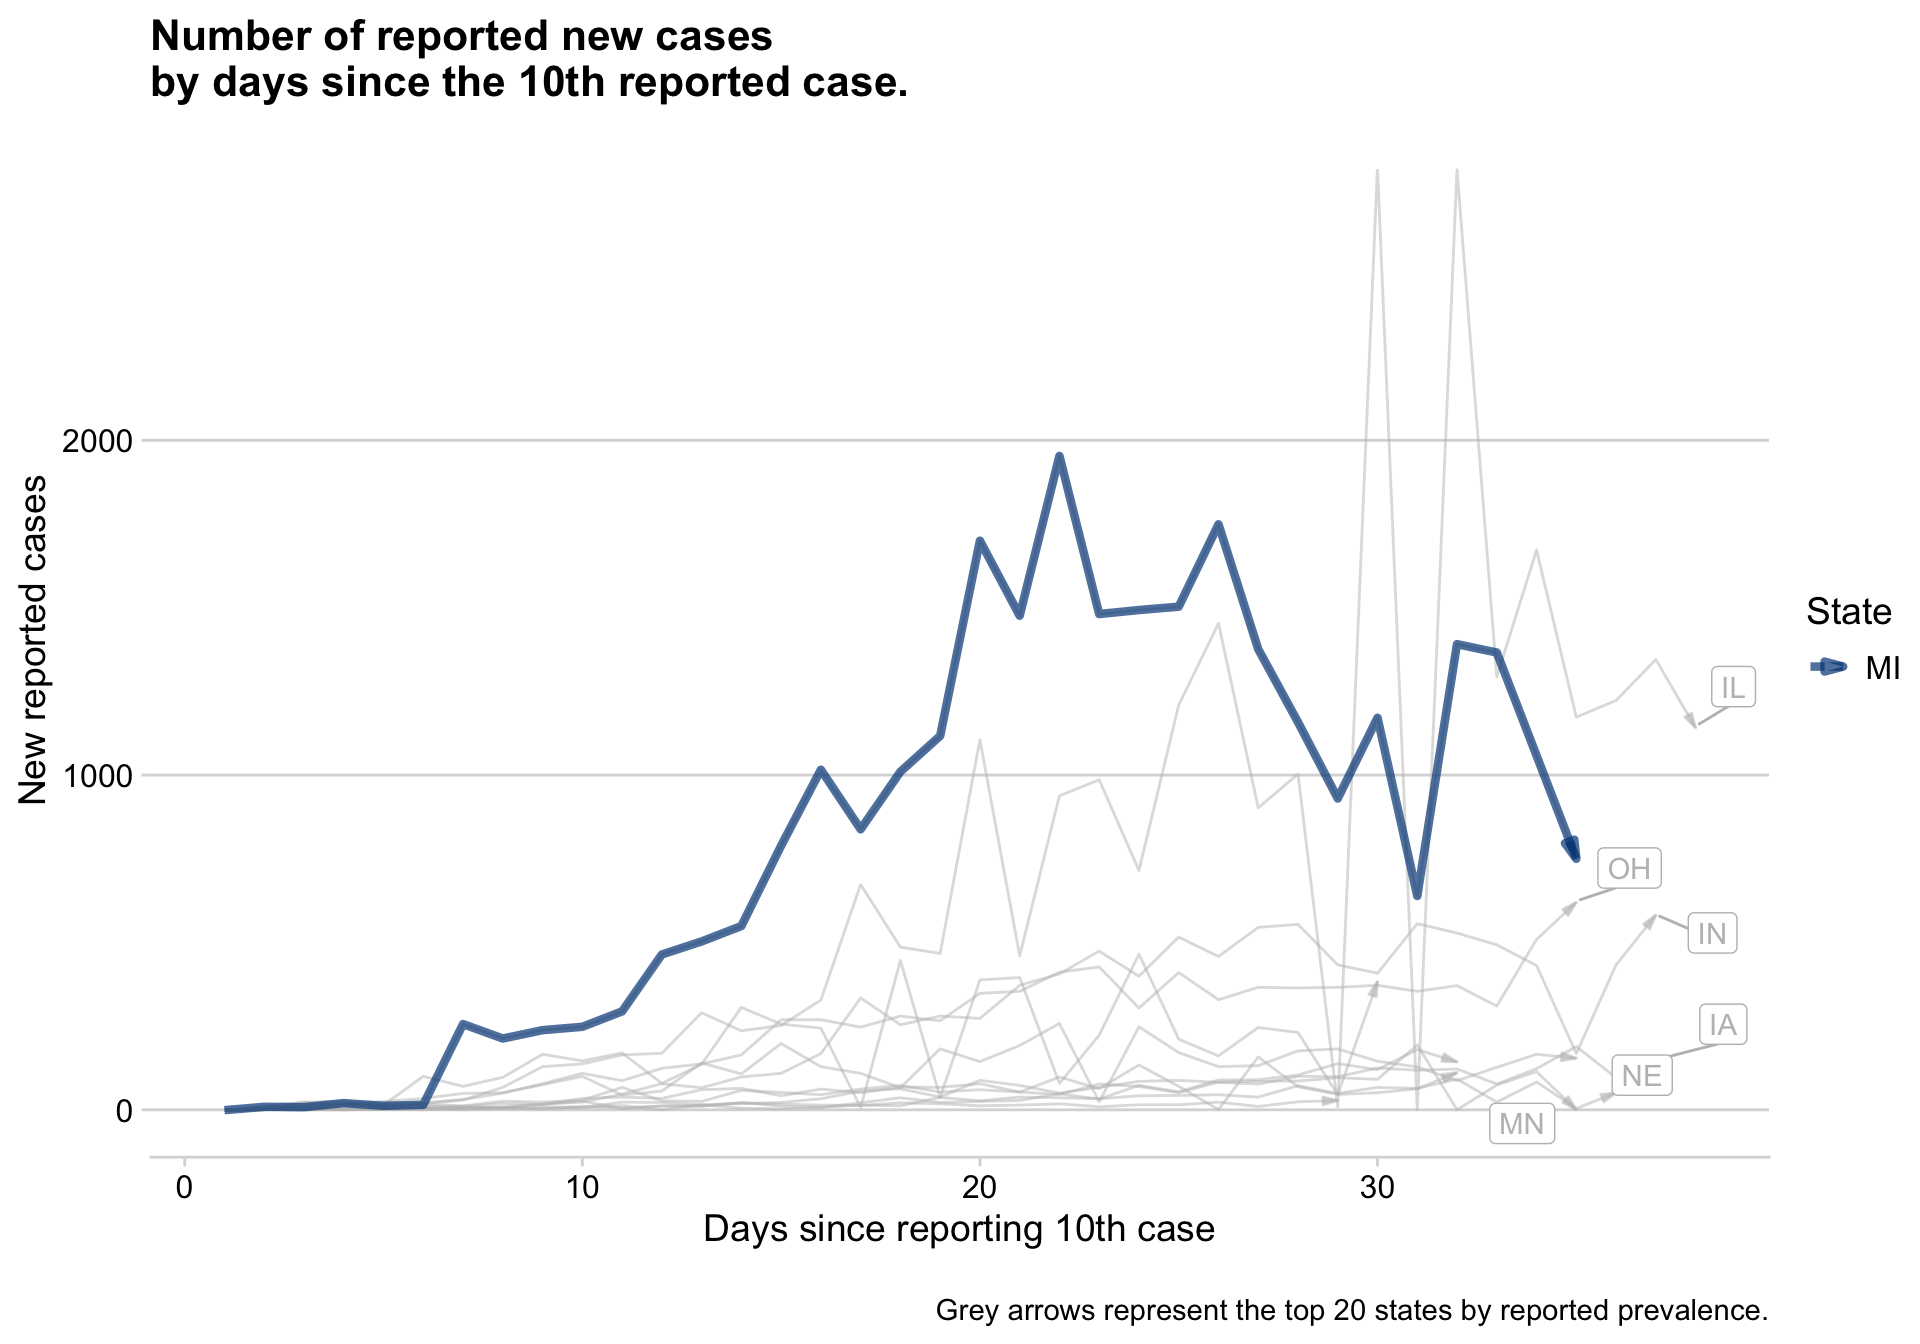 Number of reported new cases
by days since the 10th reported case.
New reported cases
2000
1000
0
0
10
20
30
Days since reporting 10th case
IL
OH
IN
IA
NE
MN
State
MI
Grey arrows represent the top 20 states by reported prevalence.